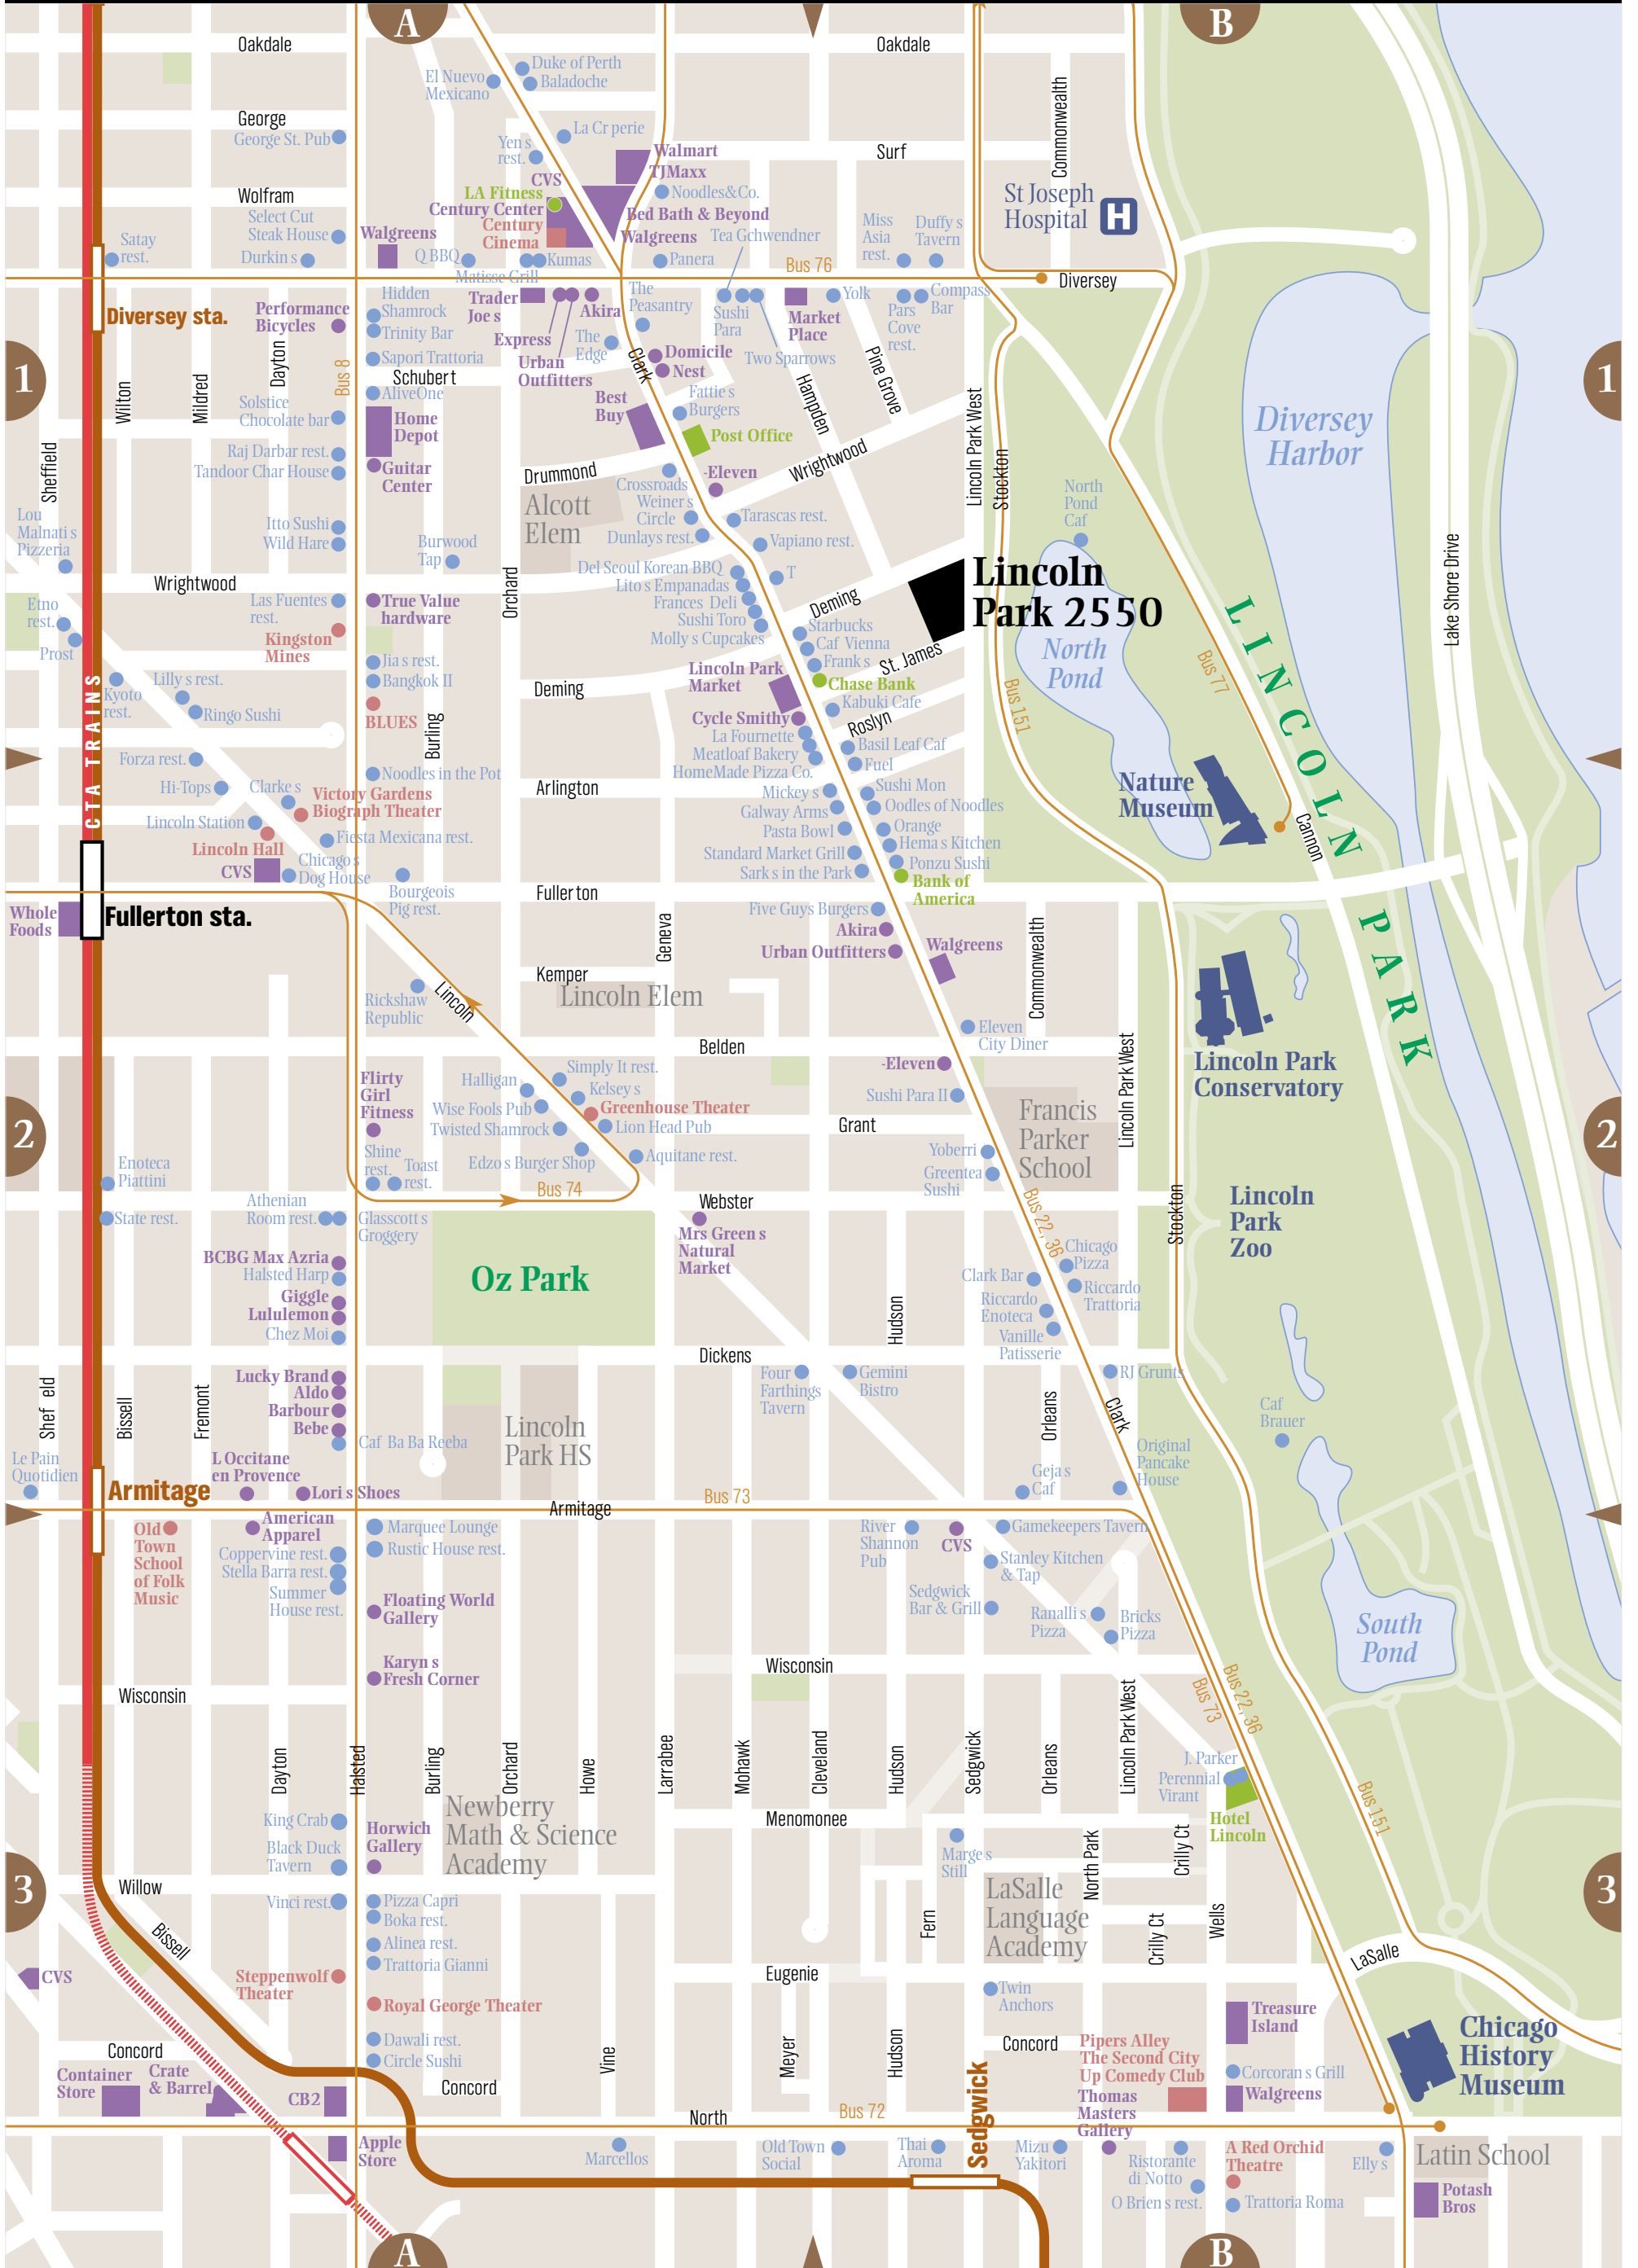 A
B
Oakdale
Oakdale
Duke of Perth
Baladoche
El Nuevo
Mexicano
Commonwealth
George
George St. Pub
La Cr perie
Yen s
rest.
Walmart
TJMaxx
Surf
CVS
LA Fitness
Century Center
Century
Cinema
Noodles&Co.
Bed Bath & Beyond
Walgreens
Tea Gchwendner
St Joseph
Hospital
H
Wolfram
Select Cut
Steak House
Durkin s
Satay
rest.
Walgreens
Q BBQ
Matisse Grill
Kumas
Panera
Miss
Asia
rest.
Duffy s
Tavern
Bus 76
Diversey
Diversey sta.
Performance
Bicycles
Hidden
Shamrock
Trinity Bar
Sapori Trattoria
Schubert
AliveOne
Trader
Joe s
Express
Urban
Outfitters
Akira
The
Edge
The
Peasantry
Sushi
Para
Two Sparrows
Market
Place
Yolk
Pars
Cove
rest.
Compass
Bar
Clark
Domicile
Nest
Fattie s
Burgers
Best
Buy
Post Office
Hampden
Pine Grove
Lincoln Park West
Stockton
Diversey
Harbor
1
1
Wilton
Mildred
Dayton
Bus 8
Sheffield
Solstice
Chocolate bar
Raj Darbar rest.
Tandoor Char House
Home
Depot
Guitar
Center
Drummond
Alcott
Elem
Crossroads
Weiner s
Circle
Dunlays rest.
-Eleven
Wrightwood
Tarascas rest.
Vapiano rest.
North
Pond
Caf
Lou
Malnati s
Pizzeria
Itto Sushi
Wild Hare
Burwood
Tap
Wrightwood
Orchard
Del Seoul Korean BBQ
Lito s Empanadas
Frances Deli
Sushi Toro
Molly s Cupcakes
T
Deming
Lincoln
Park 2550
Lake Shore Drive
Etno
rest.
Prost
Las Fuentes
rest.
Kingston
Mines
True Value
hardware
Jia s rest.
Bangkok II
BLUES
Burling
Deming
Starbucks
Caf Vienna
Frank s
St. James
Chase Bank
Lincoln Park
Market
Kabuki Cafe
Roslyn
Cycle Smithy
La Fournette
Meatloaf Bakery
HomeMade Pizza Co.
Basil Leaf Caf
Fuel
North
Pond
Bus 151
Bus 77
LINCOLN PARK
CTA TRAINS
Kyoto
rest.
Lilly s rest.
Ringo Sushi
Forza rest.
Hi-Tops
Clarke s
Noodles in the Pot
Arlington
Mickey s
Galway Arms
Pasta Bowl
Standard Market Grill
Sark s in the Park
Sushi Mon
Oodles of Noodles
Orange
Hema s Kitchen
Ponzu Sushi
Bank of
America
Nature
Museum
Cannon
Victory Gardens
Biograph Theater
Lincoln Station
Lincoln Hall
Fiesta Mexicana rest.
CVS
Chicago s
Dog House
Bourgeois
Pig rest.
Fullerton
Whole
Foods
Fullerton sta.
Five Guys Burgers
Akira
Urban Outfitters
Walgreens
Geneva
Commonwealth
Kemper
Lincoln Elem
Rickshaw
Republic
Lincoln
Belden
Eleven
City Diner
-Eleven
Sushi Para II
Lincoln Park West
Lincoln Park
Conservatory
Flirty
Girl
Fitness
Halligan
Wise Fools Pub
Twisted Shamrock
Edzo s Burger Shop
Simply It rest.
Kelsey s
Greenhouse Theater
Lion Head Pub
Aquitane rest.
Grant
Francis
Parker
School
Yoberri
Greentea
Sushi
2
2
Shine
rest.
Toast
rest.
Bus 74
Webster
Enoteca
Piattini
State rest.
Athenian
Room rest.
Glasscott s
Groggery
Mrs Green s
Natural
Market
Oz Park
BCBG Max Azria
Halsted Harp
Giggle
Lululemon
Chez Moi
Bus 22, 36
Chicago
Pizza
Clark Bar
Riccardo
Trattoria
Riccardo
Enoteca
Vanille
Patisserie
Stockton
Lincoln
Park
Zoo
Hudson
Dickens
Four
Farthings
Tavern
Gemini
Bistro
RJ Grunts
Clark
Orleans
Caf
Brauer
Lucky Brand
Aldo
Barbour
Bebe
Caf Ba Ba Reeba
Lincoln
Park HS
Shef eld
Bissell
Fremont
Le Pain
Quotidien
L Occitane
en Provence
Lori s Shoes
Armitage
Geja s
Caf
Original
Pancake
House
Bus 73
Armitage
Old
Town
School
of Folk
Music
American
Apparel
Coppervine rest.
Stella Barra rest.
Summer
House rest.
Marquee Lounge
Rustic House rest.
Floating World
Gallery
Karyn s
Fresh Corner
River
Shannon
Pub
CVS
Gamekeepers Tavern
Stanley Kitchen
& Tap
Sedgwick
Bar & Grill
Ranalli s
Pizza
Bricks
Pizza
South
Pond
Wisconsin
Wisconsin
Bus 73
Bus 22, 36
Dayton
Halsted
Burling
Orchard
Howe
Larrabee
Mohawk
Cleveland
Hudson
Sedgwick
Orleans
Lincoln Park West
J. Parker
Perennial
Virant
Hotel
Lincoln
Bus 151
King Crab
Black Duck
Tavern
Vinci rest.
Horwich
Gallery
Newberry
Math & Science
Academy
Menomonee
Marge s
Still
LaSalle
Language
Academy
North Park
Crilly Ct
Crilly Ct
Wells
Fern
3
3
Willow
Bissell
Pizza Capri
Boka rest.
Alinea rest.
Trattoria Gianni
Steppenwolf
Theater
Royal George Theater
Dawali rest.
Circle Sushi
CVS
Eugenie
Twin
Anchors
LaSalle
Treasure
Island
Chicago
History
Museum
Concord
Concord
Concord
Vine
Meyer
Hudson
Sedgwick
Pipers Alley
The Second City
Up Comedy Club
Thomas
Masters
Gallery
Corcoran s Grill
Walgreens
Container
Store
Crate
& Barrel
CB2
Apple
Store
North
Bus 72
Marcellos
Old Town
Social
Thai
Aroma
Mizu
Yakitori
Ristorante
di Notto
O Brien s rest.
A Red Orchid
Theatre
Trattoria Roma
Elly s
Latin School
Potash
Bros
A
B